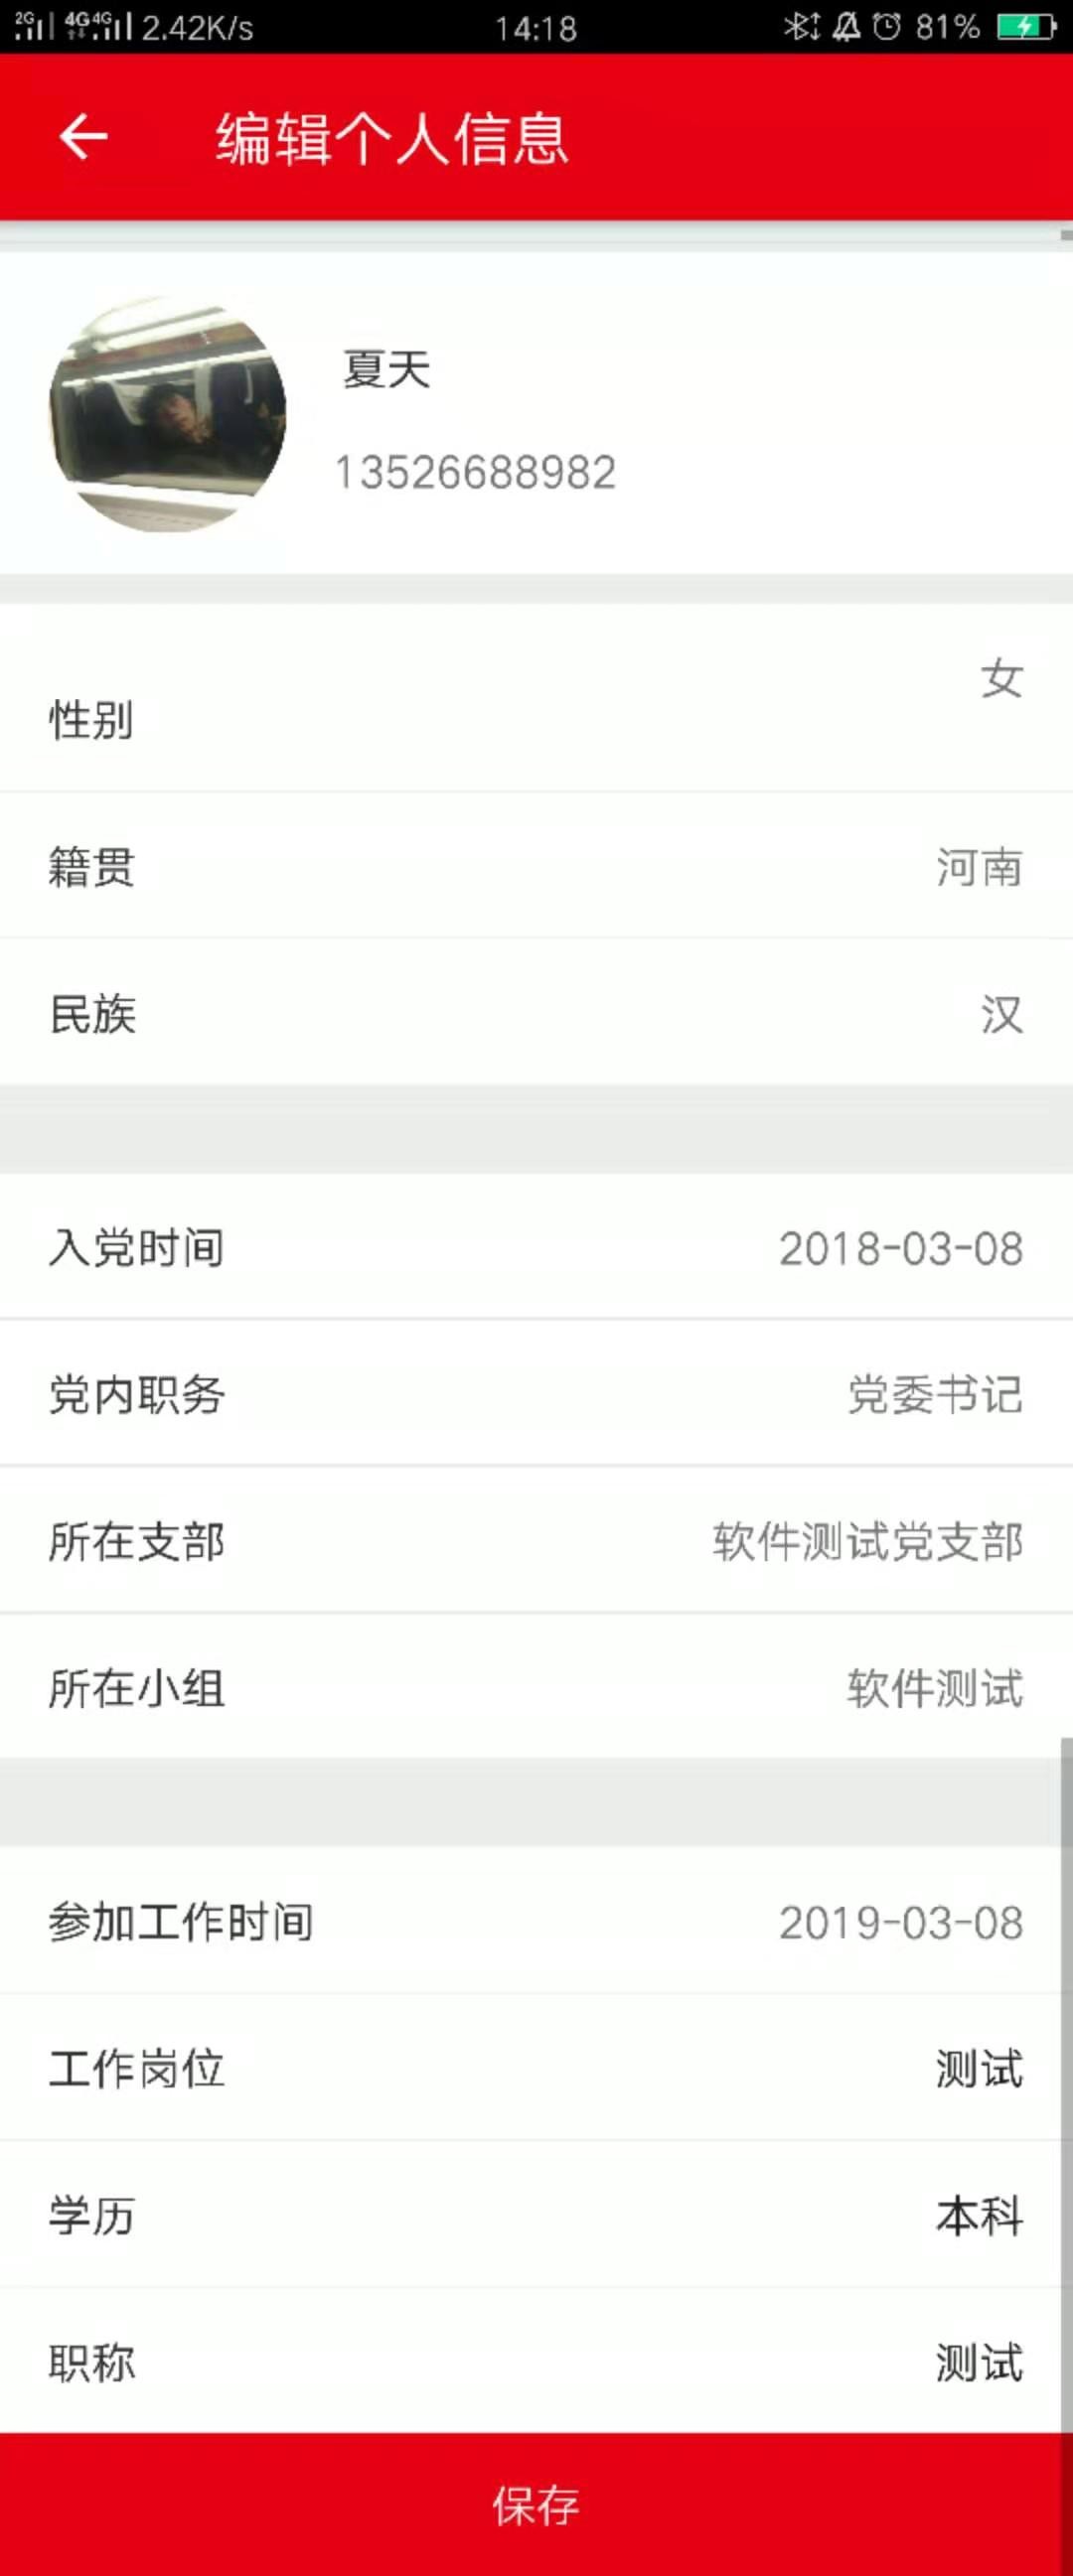 2G 4G 4G 2.42K/s 14:18 81%
编辑个人信息
夏天
13526688982
女
性别
籍贯 河南
民族 汉
入党时间 2018-03-08
党内职务 党委书记
所在支部 软件测试党支部
所在小组 软件测试
参加工作时间 2019-03-08
工作岗位 测试
学历 本科
职称 测试
保存